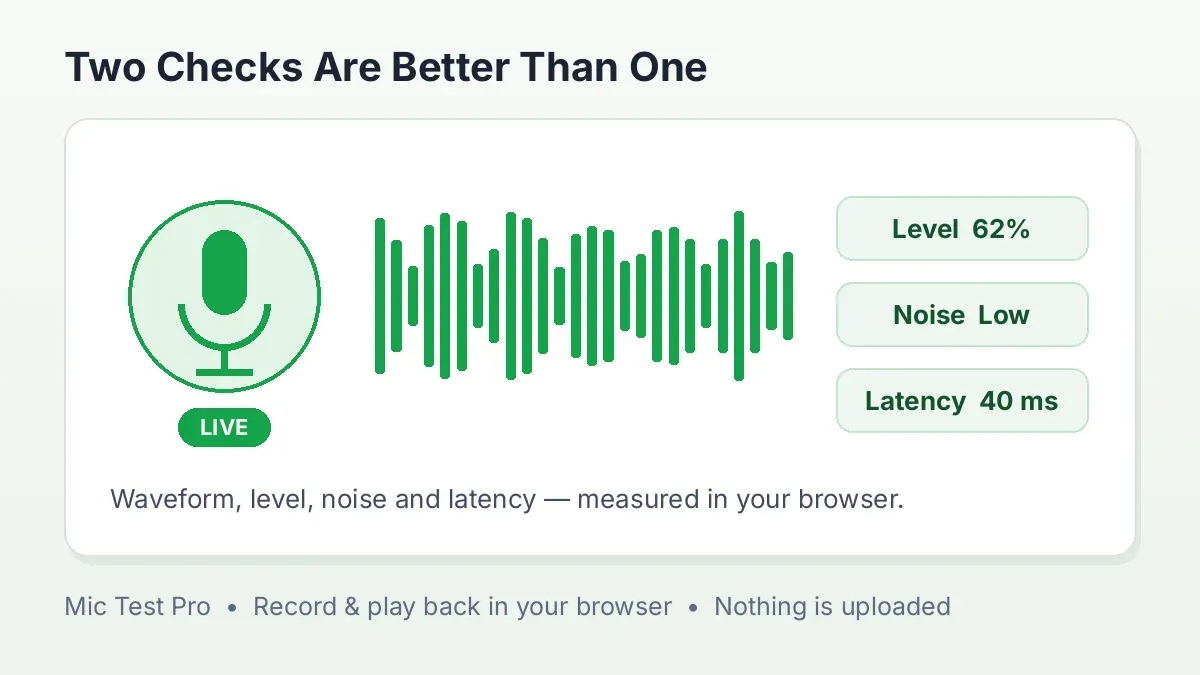 Two Checks Are Better Than One
Level 62%
Noise Low
Latency 40 ms
LIVE
Waveform, level, noise and latency — measured in your browser.
Mic Test Pro • Record & play back in your browser • Nothing is uploaded